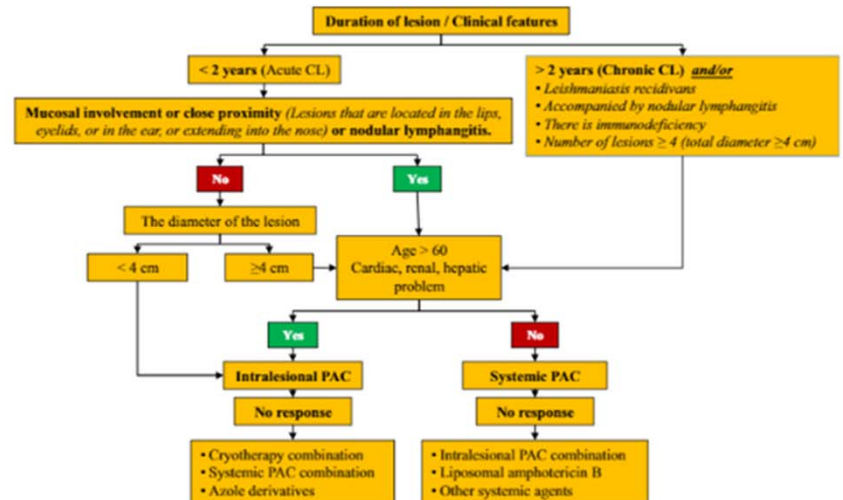 Duration of lesion / Clinical features
< 2 years (Acute CL)
> 2 years (Chronic CL) and/or
• Leishmaniasis recidivans
• Accompanied by nodular lymphangitis
• There is immunodeficiency
• Number of lesions ≥ 4 (total diameter ≥4 cm)
Mucosal involvement or close proximity (Lesions that are located in the lips,
eyelids, or in the ear, or extending into the nose) or nodular lymphangitis.
No
Yes
The diameter of the lesion
< 4 cm
≥4 cm
Age > 60
Cardiac, renal, hepatic
problem
Yes
No
Intralesional PAC
Systemic PAC
No response
No response
• Cryotherapy combination
• Systemic PAC combination
• Azole derivatives
• Intralesional PAC combination
• Liposomal amphotericin B
• Other systemic agents